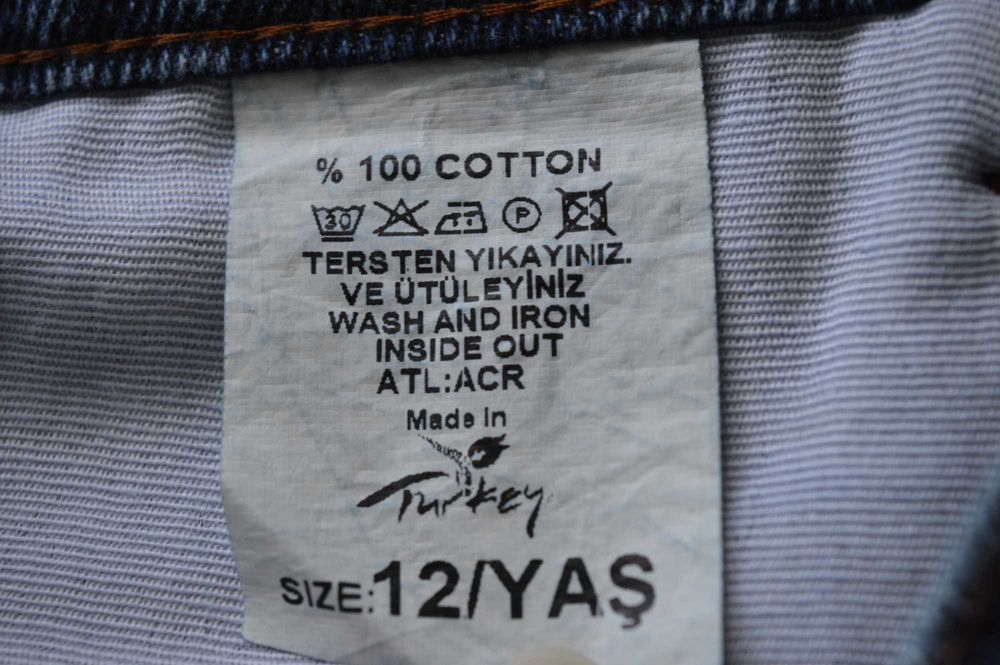 % 100 COTTON
30 P
TERSTEN YIKAYINIZ.
VE ÜTÜLEYİNİZ
WASH AND IRON
INSIDE OUT
ATL:ACR
Made in
Turkey
SIZE:12/YAŞ